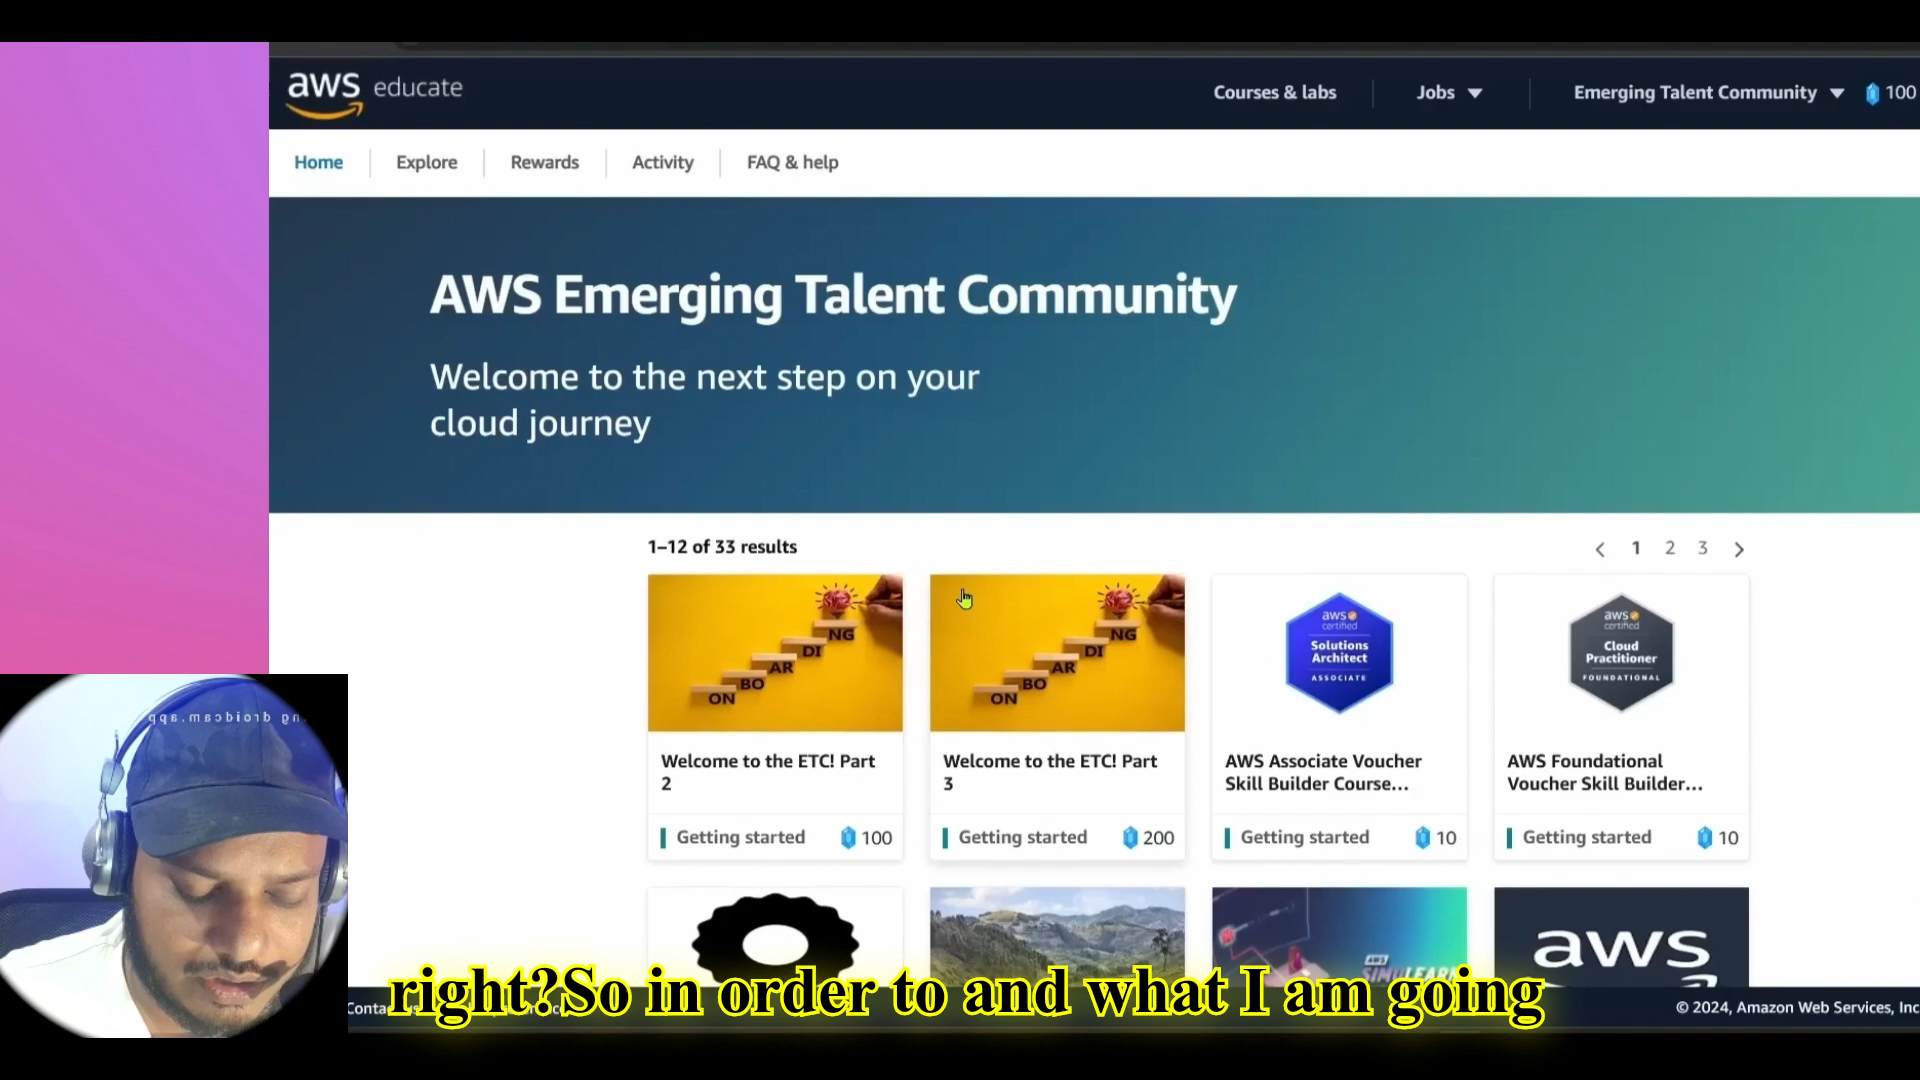 aws educate
Courses & labs
Jobs
Emerging Talent Community
100
Home
Explore
Rewards
Activity
FAQ & help
AWS Emerging Talent Community
Welcome to the next step on your
cloud journey
1–12 of 33 results
1
2
3
ON BO AR DI NG
ON BO AR DI NG
aws certified
Solutions
Architect
ASSOCIATE
aws certified
Cloud
Practitioner
FOUNDATIONAL
Welcome to the ETC! Part
2
Getting started
100
Welcome to the ETC! Part
3
Getting started
200
AWS Associate Voucher
Skill Builder Course...
Getting started
10
AWS Foundational
Voucher Skill Builder...
Getting started
10
droidcam.app
AWS
SIMULEARN
aws
right?So in order to and what I am going
© 2024, Amazon Web Services, Inc